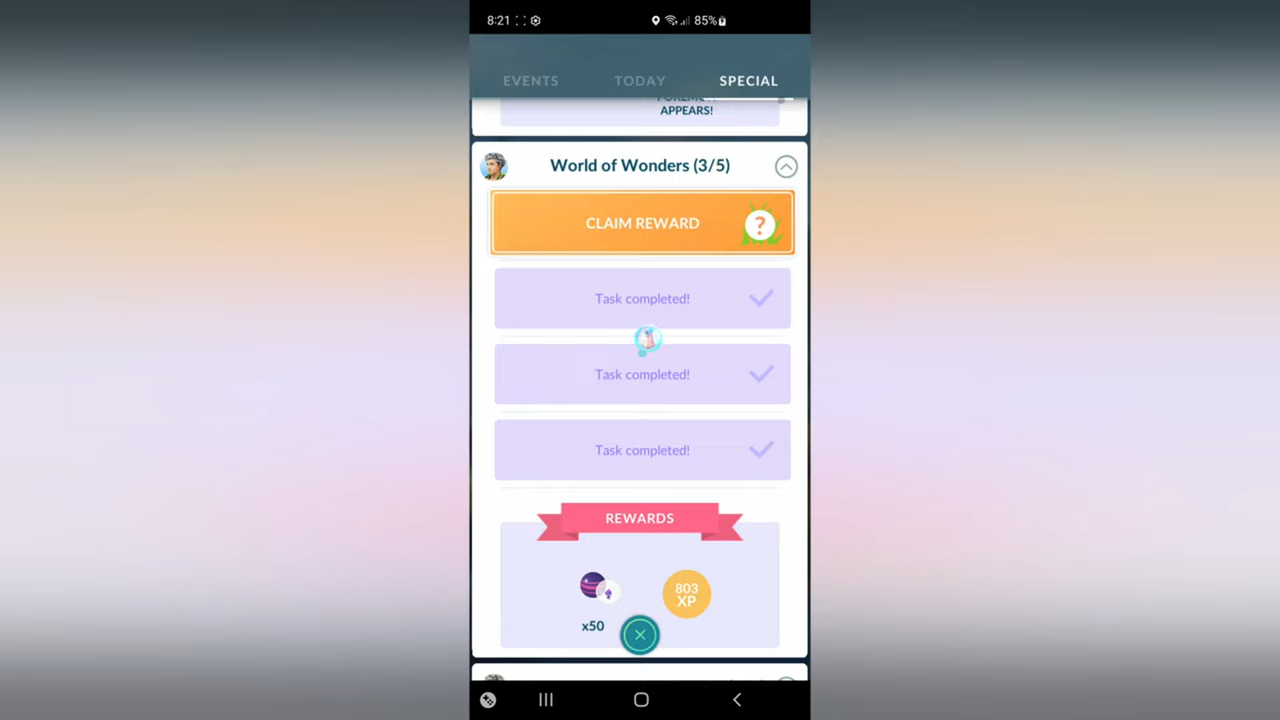 8:21
85%
EVENTS
TODAY
SPECIAL
APPEARS!
World of Wonders (3/5)
CLAIM REWARD
?
Task completed!
Task completed!
Task completed!
REWARDS
803
XP
x50